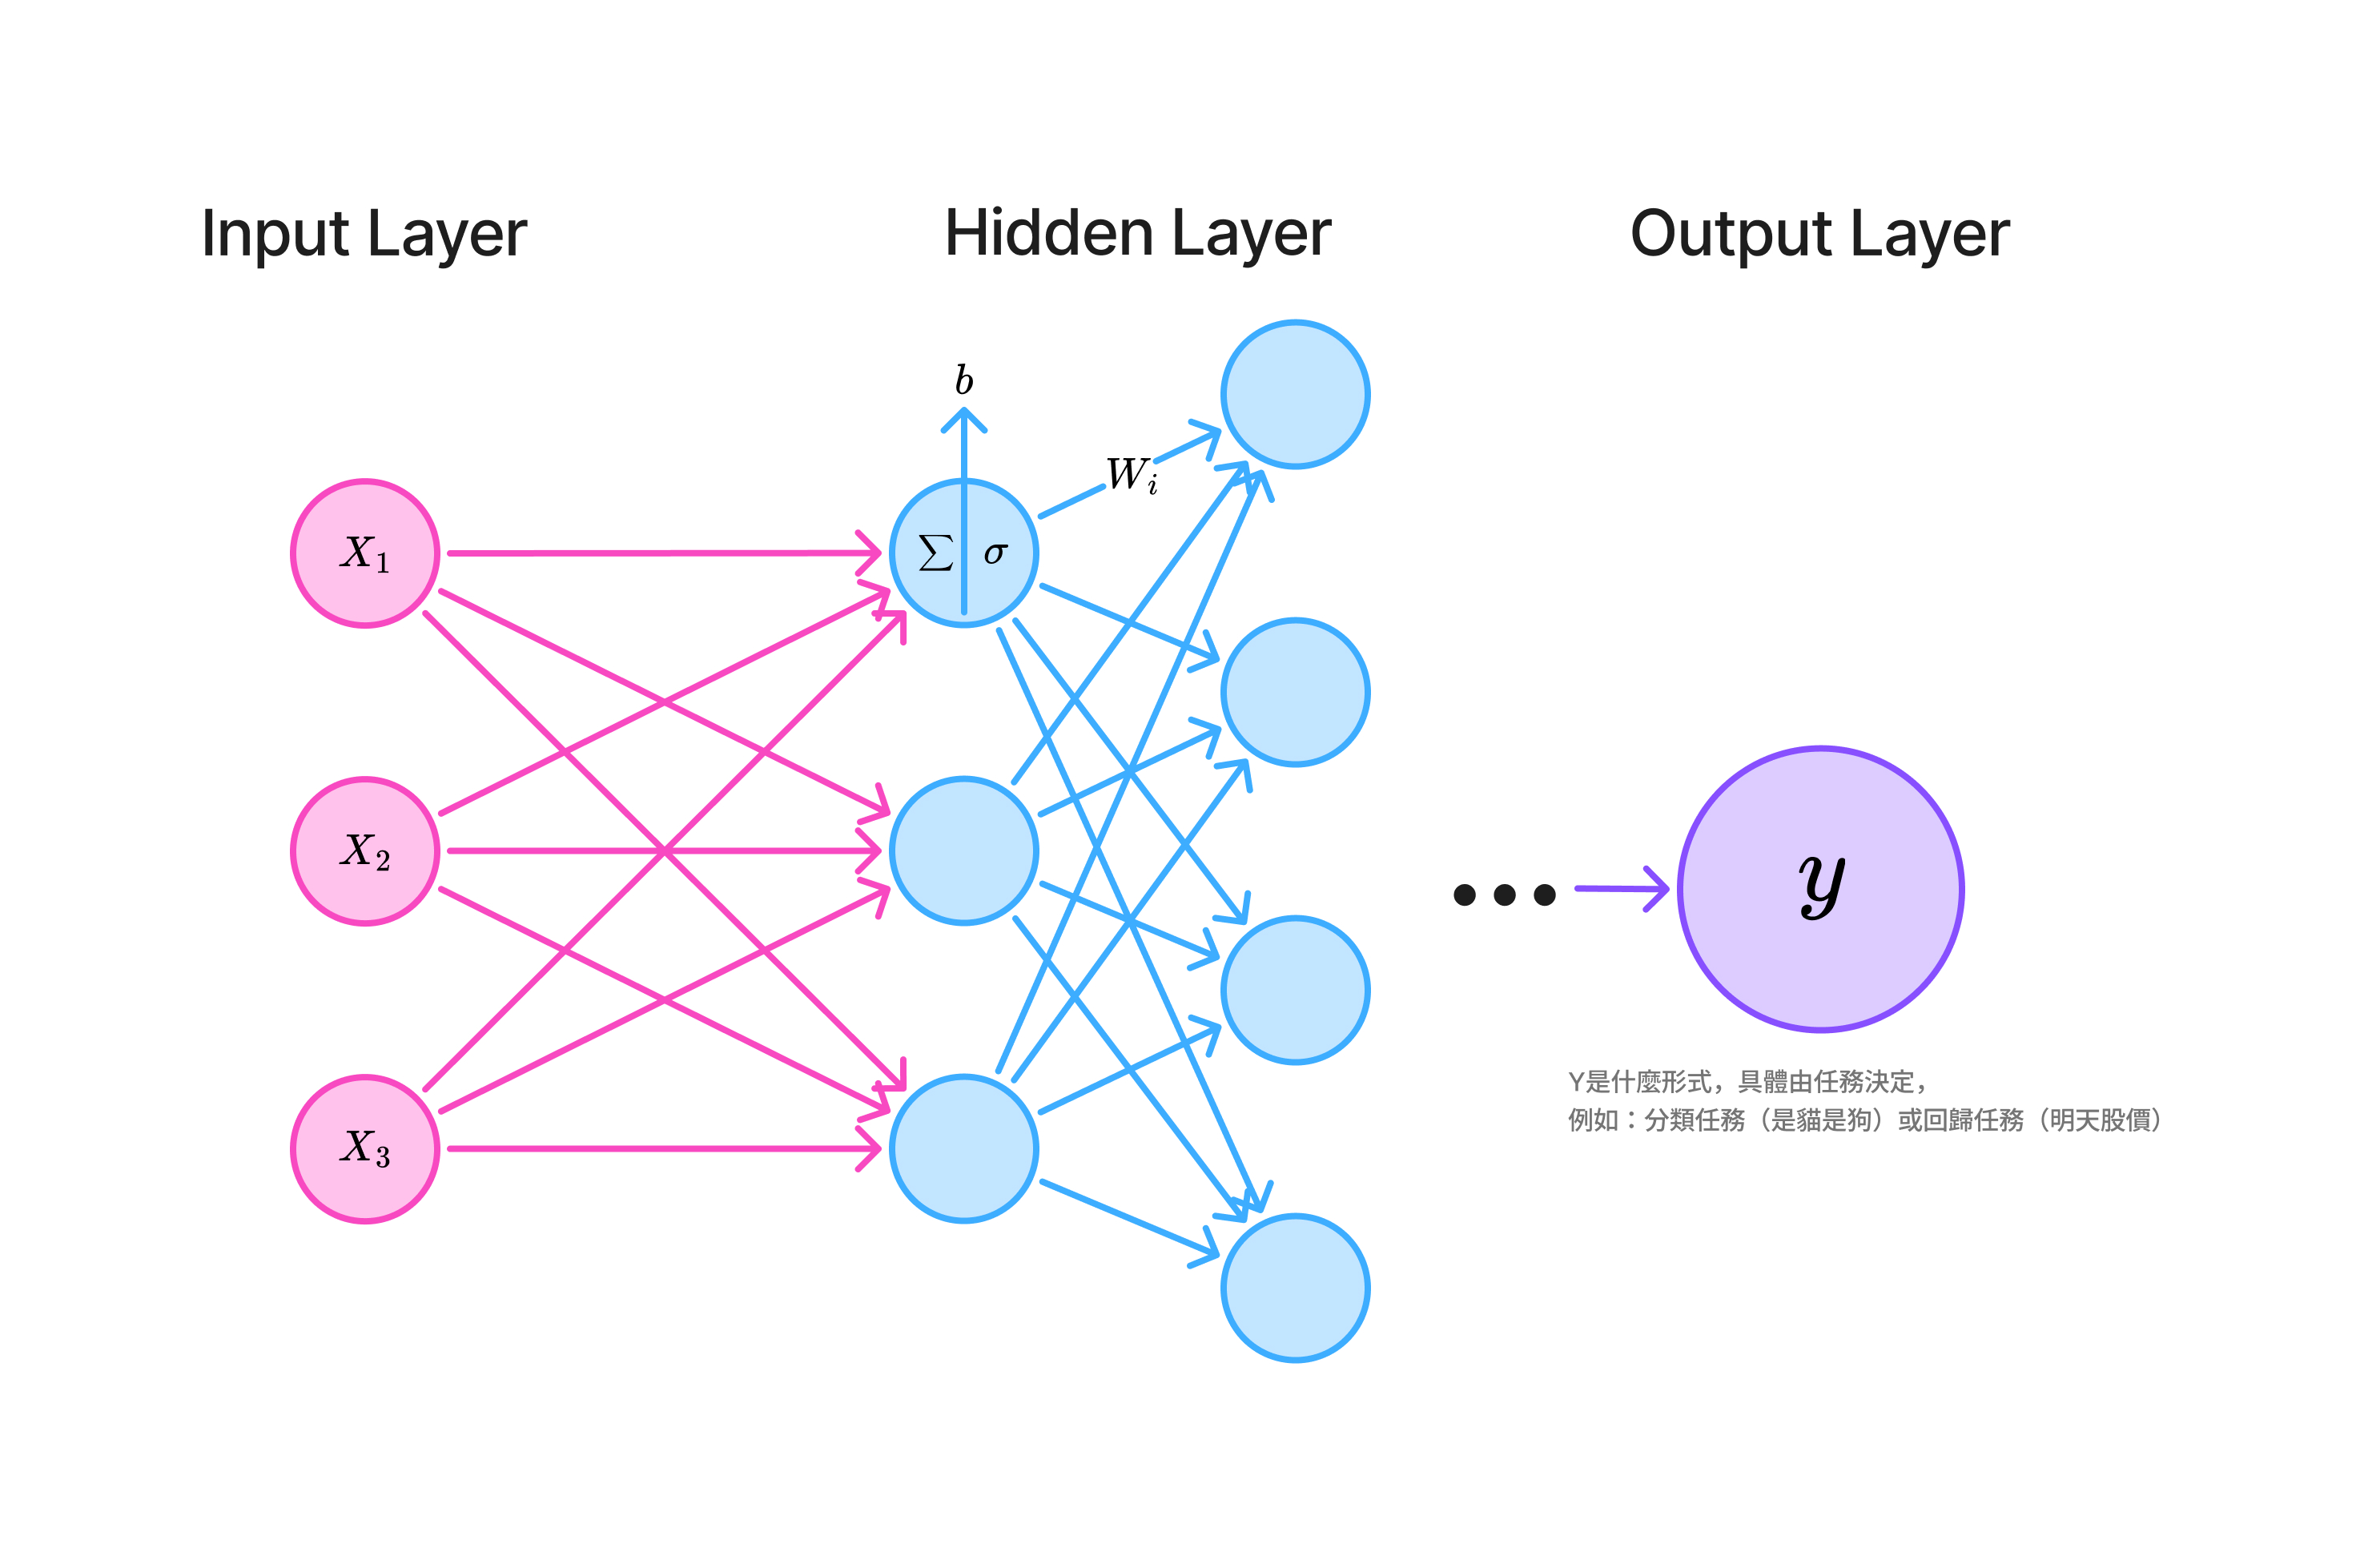 Input Layer
Hidden Layer
Output Layer
b
W_i
X_1
∑ σ
X_2
y
X_3
Y是什麼形式，具體由任務決定，
例如：分類任務（是貓是狗）或回歸任務（明天股價）